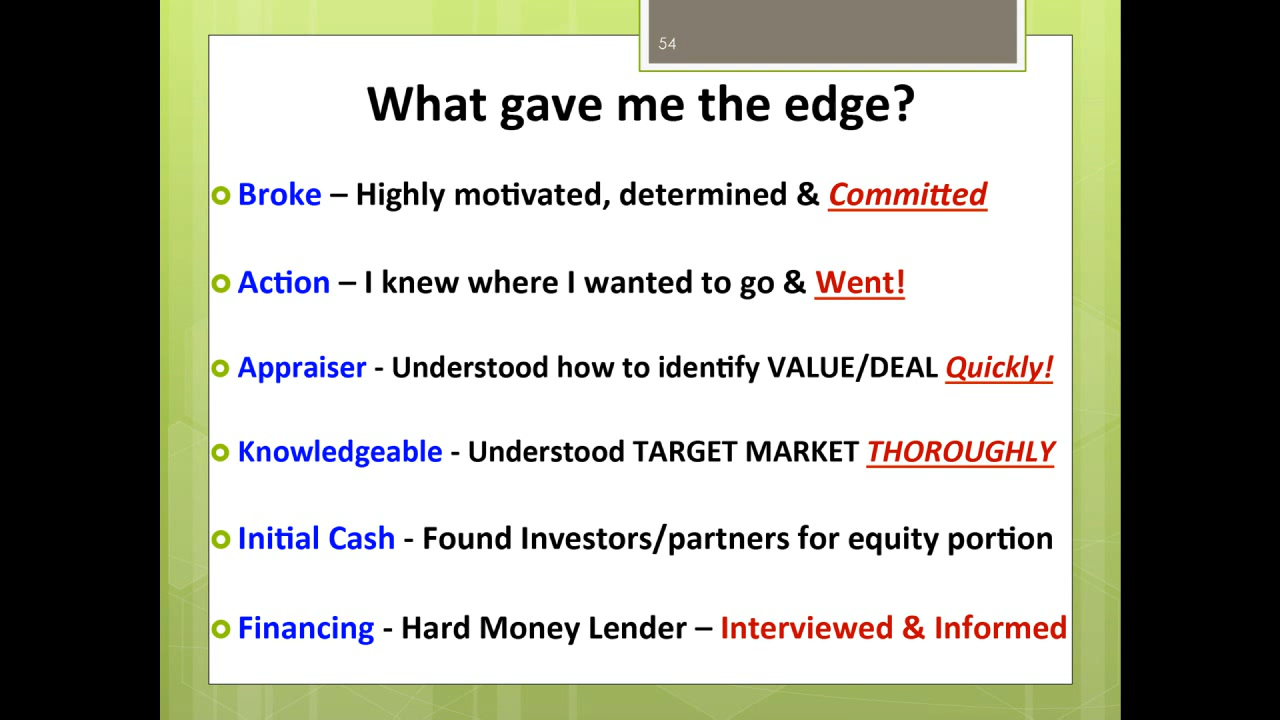 54
What gave me the edge?
Broke – Highly motivated, determined & Committed
Action – I knew where I wanted to go & Went!
Appraiser - Understood how to identify VALUE/DEAL Quickly!
Knowledgeable - Understood TARGET MARKET THOROUGHLY
Initial Cash - Found Investors/partners for equity portion
Financing - Hard Money Lender – Interviewed & Informed